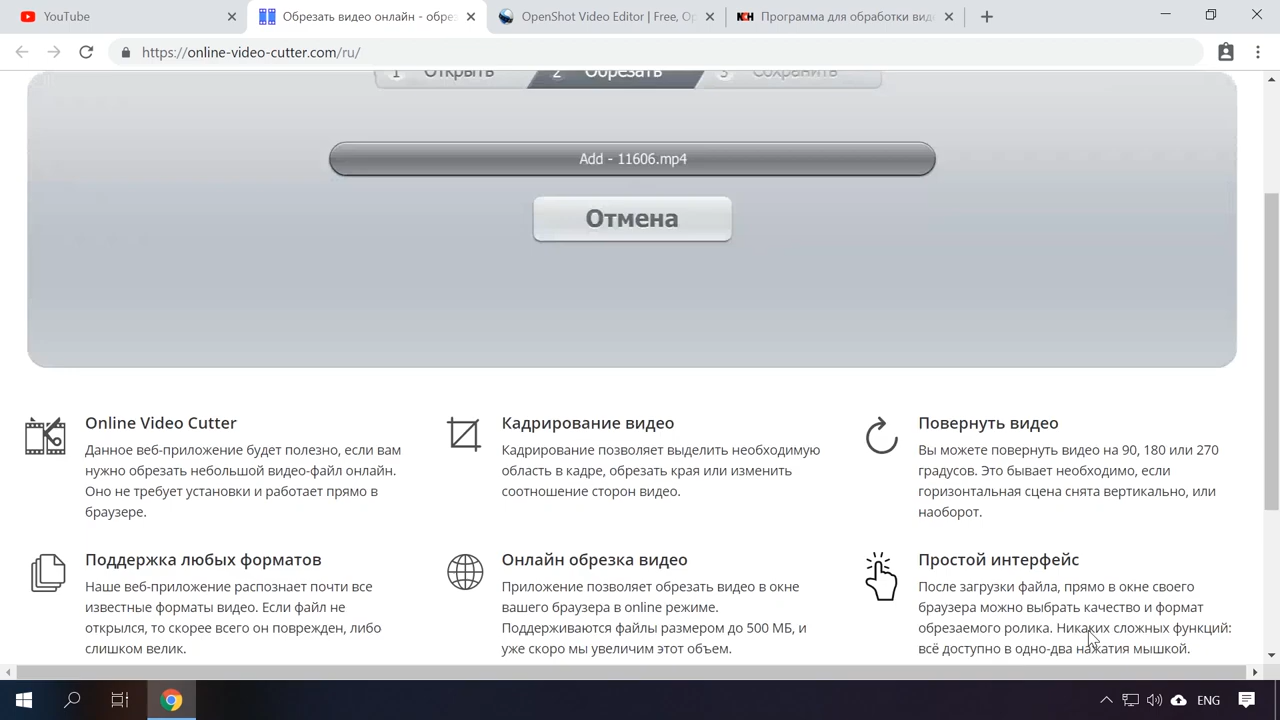 YouTube
Обрезать видео онлайн - обрез
OpenShot Video Editor | Free, Op
NCH Программа для обработки вид
https://online-video-cutter.com/ru/
1 Открыть 2 Обрезать 3 Сохранить
Add - 11606.mp4
Отмена
Online Video Cutter
Данное веб-приложение будет полезно, если вам
нужно обрезать небольшой видео-файл онлайн.
Оно не требует установки и работает прямо в
браузере.
Кадрирование видео
Кадрирование позволяет выделить необходимую
область в кадре, обрезать края или изменить
соотношение сторон видео.
Повернуть видео
Вы можете повернуть видео на 90, 180 или 270
градусов. Это бывает необходимо, если
горизонтальная сцена снята вертикально, или
наоборот.
Поддержка любых форматов
Наше веб-приложение распознает почти все
известные форматы видео. Если файл не
открылся, то скорее всего он поврежден, либо
слишком велик.
Онлайн обрезка видео
Приложение позволяет обрезать видео в окне
вашего браузера в online режиме.
Поддерживаются файлы размером до 500 МБ, и
уже скоро мы увеличим этот объем.
Простой интерфейс
После загрузки файла, прямо в окне своего
браузера можно выбрать качество и формат
обрезаемого ролика. Никаких сложных функций:
всё доступно в одно-два нажатия мышкой.
ENG